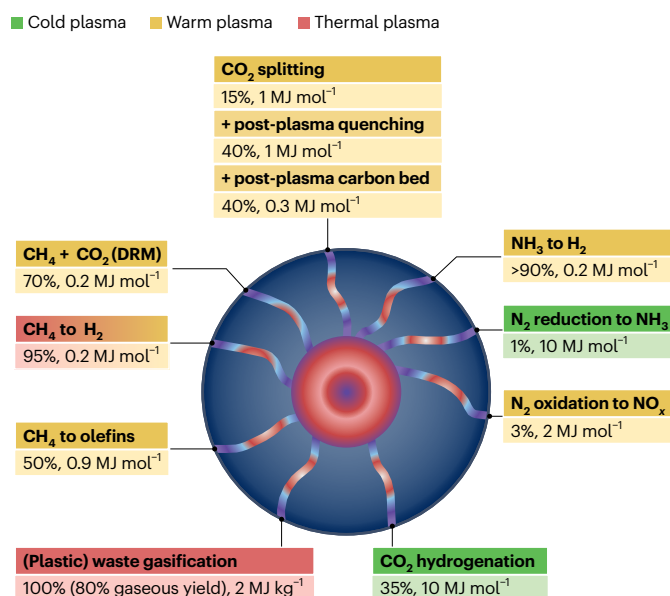 Cold plasma Warm plasma Thermal plasma
CO₂ splitting
15%, 1 MJ mol⁻¹
+ post-plasma quenching
40%, 1 MJ mol⁻¹
+ post-plasma carbon bed
40%, 0.3 MJ mol⁻¹
CH₄ + CO₂ (DRM)
70%, 0.2 MJ mol⁻¹
NH₃ to H₂
>90%, 0.2 MJ mol⁻¹
CH₄ to H₂
95%, 0.2 MJ mol⁻¹
N₂ reduction to NH₃
1%, 10 MJ mol⁻¹
CH₄ to olefins
50%, 0.9 MJ mol⁻¹
N₂ oxidation to NOₓ
3%, 2 MJ mol⁻¹
(Plastic) waste gasification
100% (80% gaseous yield), 2 MJ kg⁻¹
CO₂ hydrogenation
35%, 10 MJ mol⁻¹